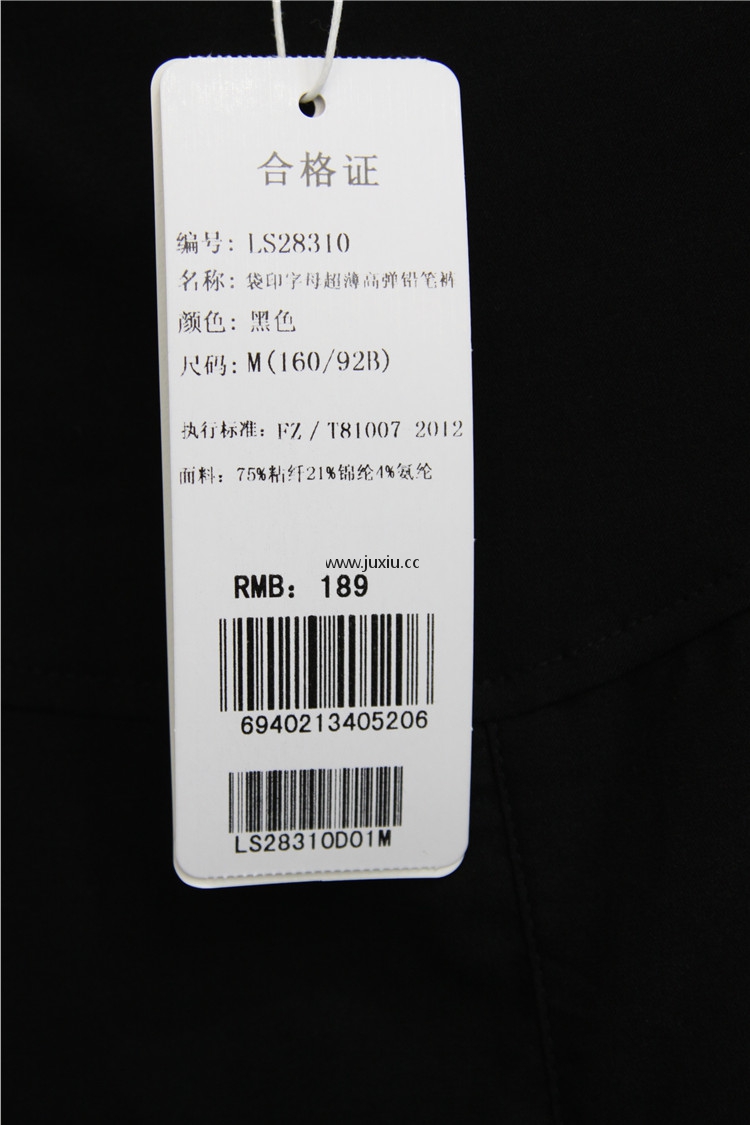 合格证
编号: LS28310
名称: 袋印字母超薄高弹铅笔裤
颜色: 黑色
尺码: M(160/92B)
执行标准: FZ/T81007 2012
面料: 75%粘纤21%锦纶4%氨纶
www.juxiu.cc
RMB: 189
6940213405206
LS28310D01M